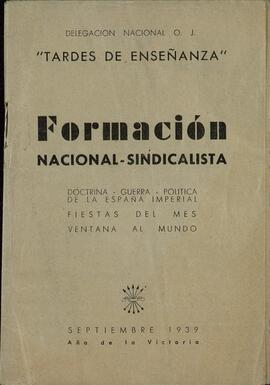 DELEGACION NACIONAL O. J.
"TARDES DE ENSEÑANZA"
Formación
NACIONAL-SINDICALISTA
DOCTRINA - GUERRA - POLITICA
DE LA ESPAÑA IMPERIAL
FIESTAS DEL MES
VENTANA AL MUNDO
SEPTIEMBRE 1939
Año de la Victoria